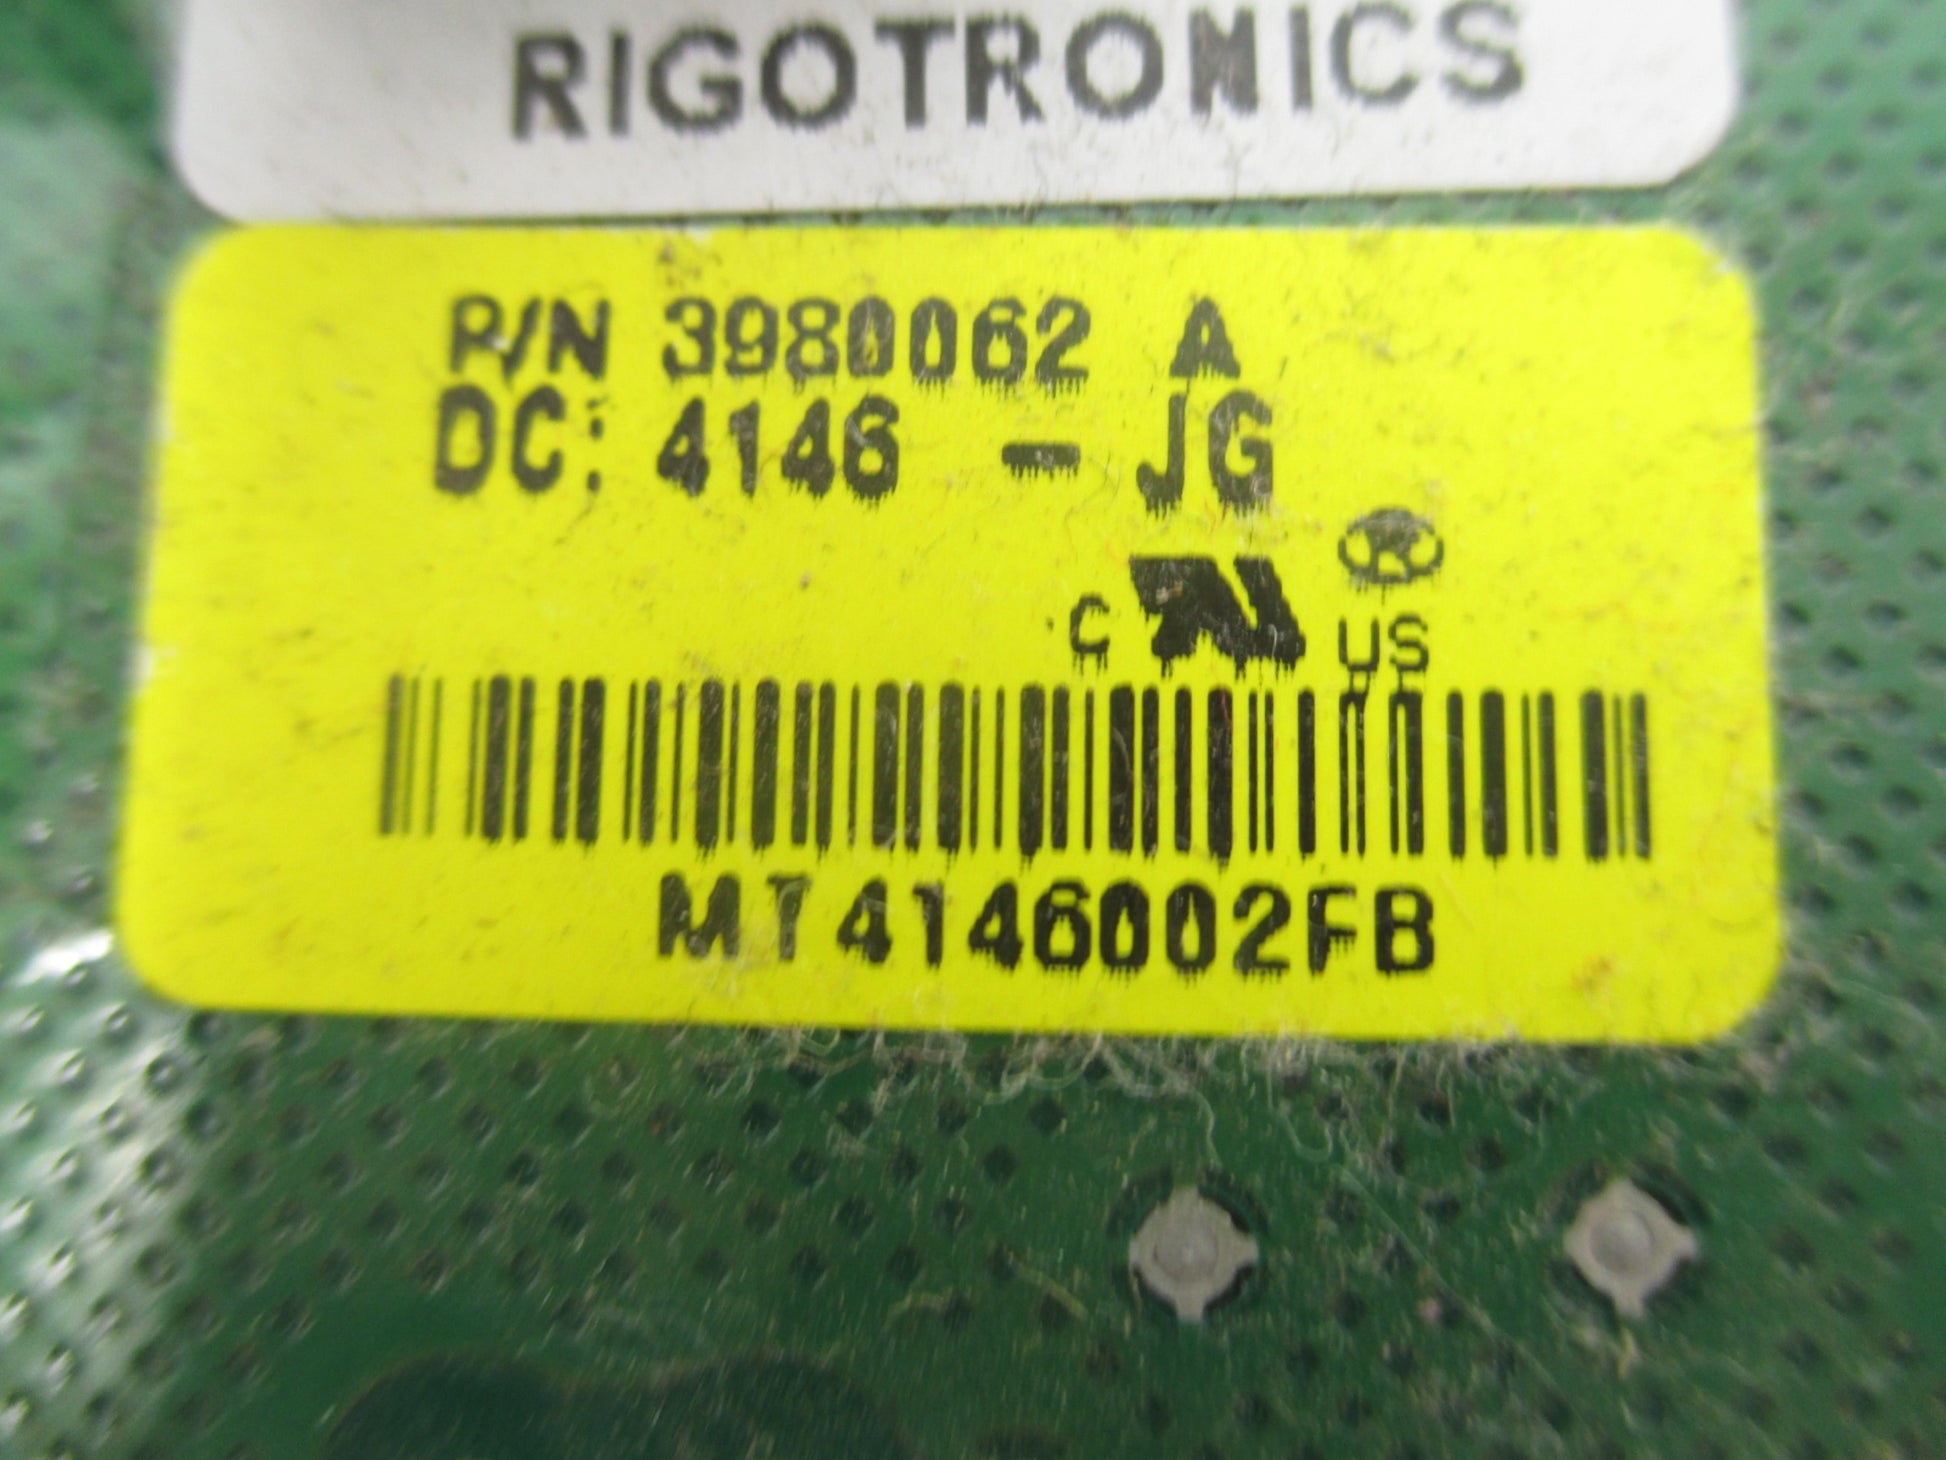 RIGOTRONICS
P/N 3980062 A
DC: 4146 - JG
c US
MT4146002FB